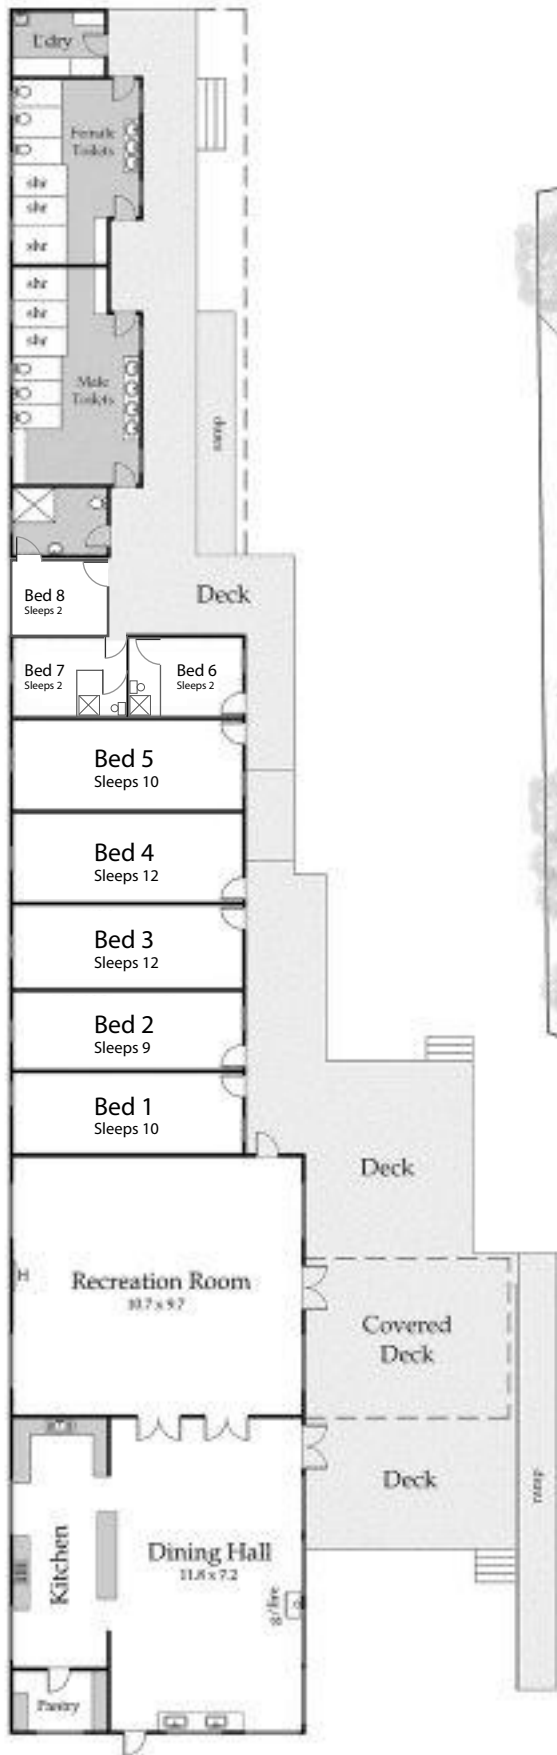 L'dry
Female
Toilets
shr
shr
shr
shr
shr
shr
Male
Toilets
ramp
Bed 8
Sleeps 2
Deck
Bed 7
Sleeps 2
Bed 6
Sleeps 2
Bed 5
Sleeps 10
Bed 4
Sleeps 12
Bed 3
Sleeps 12
Bed 2
Sleeps 9
Bed 1
Sleeps 10
Deck
H
Recreation Room
10.7 x 9.7
Covered
Deck
Deck
ramp
Kitchen
Dining Hall
11.8 x 7.2
g/fire
Pantry